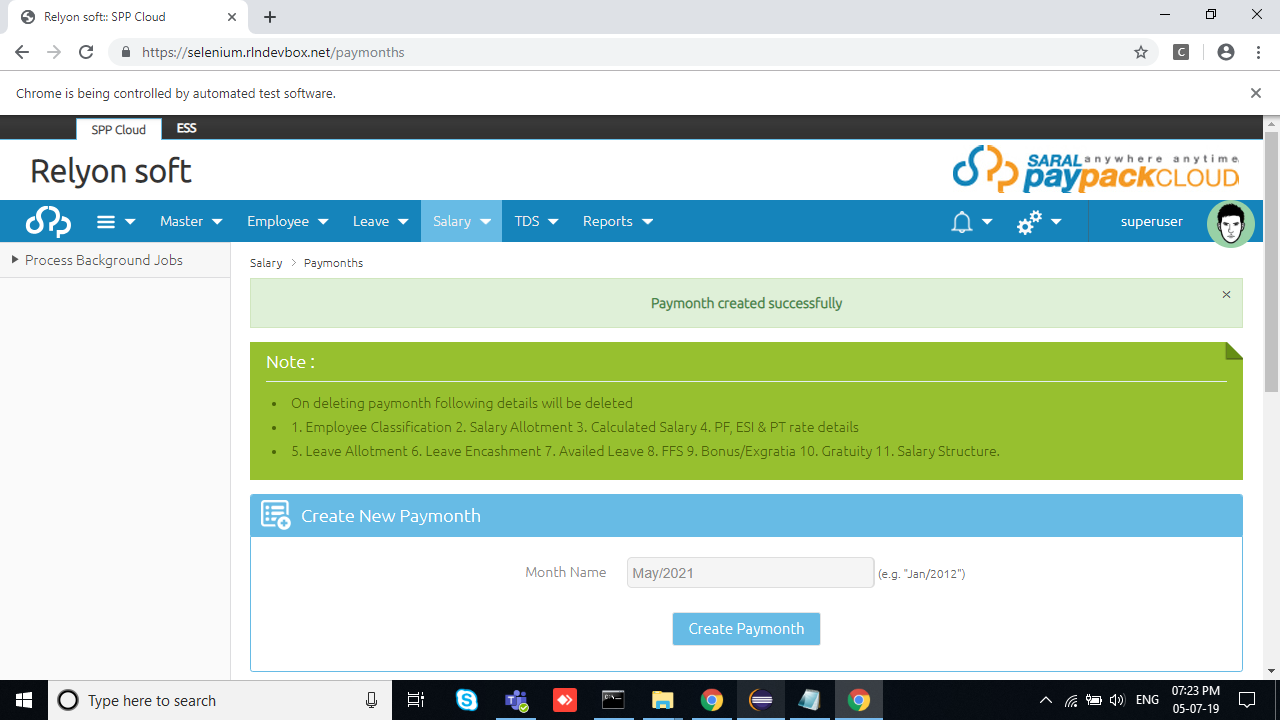 Relyon soft:: SPP Cloud
https://selenium.rlndevbox.net/paymonths
C
Chrome is being controlled by automated test software.
SPP Cloud
ESS
Relyon soft
SARAL anywhere anytime
paypackCLOUD
Master
Employee
Leave
Salary
TDS
Reports
superuser
Process Background Jobs
Salary > Paymonths
Paymonth created successfully
×
Note :
• On deleting paymonth following details will be deleted
• 1. Employee Classification 2. Salary Allotment 3. Calculated Salary 4. PF, ESI & PT rate details
• 5. Leave Allotment 6. Leave Encashment 7. Availed Leave 8. FFS 9. Bonus/Exgratia 10. Gratuity 11. Salary Structure.
Create New Paymonth
Month Name May/2021 (e.g. "Jan/2012")
Create Paymonth
Type here to search
ENG
07:23 PM
05-07-19